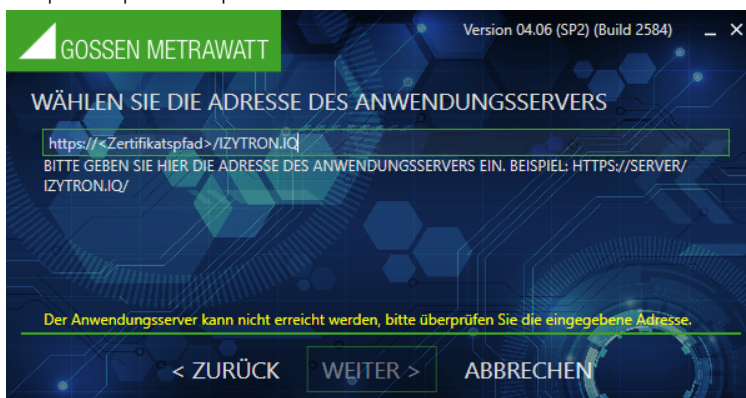 GOSSEN METRAWATT
Version 04.06 (SP2) (Build 2584)
WÄHLEN SIE DIE ADRESSE DES ANWENDUNGSSERVERS
https://<Zertifikatspfad>/IZYTRON.IQ
BITTE GEBEN SIE HIER DIE ADRESSE DES ANWENDUNGSSERVERS EIN. BEISPIEL: HTTPS://SERVER/
IZYTRON.IQ/
Der Anwendungsserver kann nicht erreicht werden, bitte überprüfen Sie die eingegebene Adresse.
< ZURÜCK WEITER > ABBRECHEN